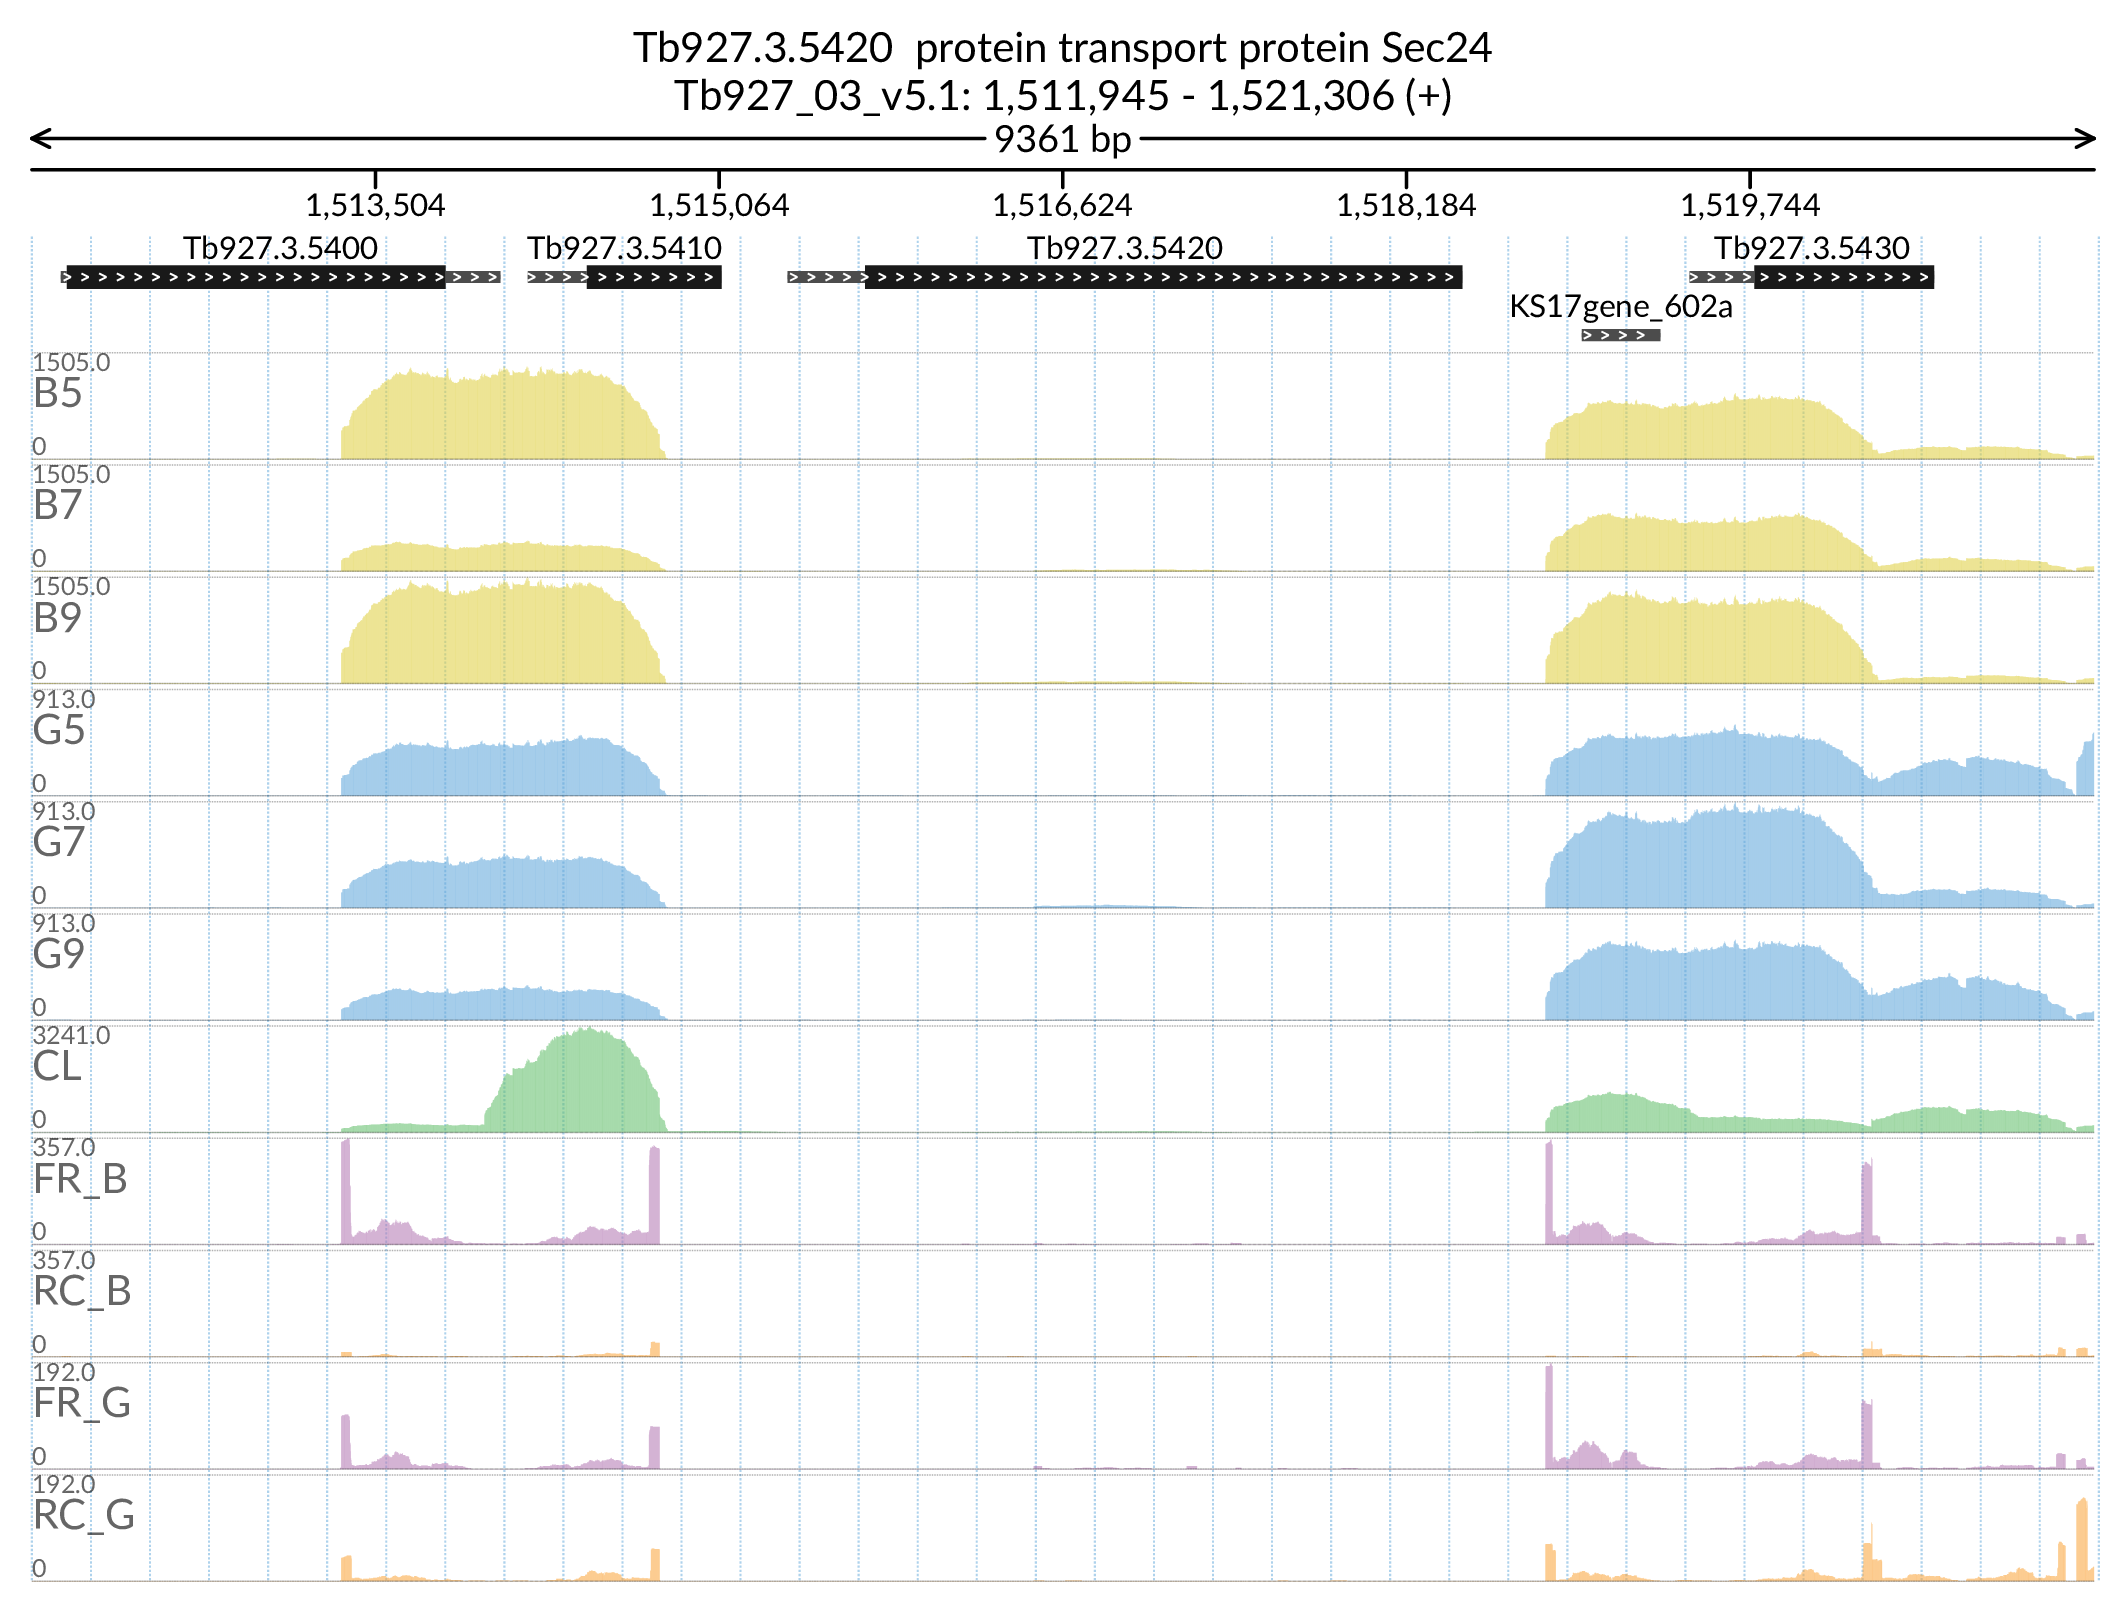 Tb927.3.5420  protein transport protein Sec24
Tb927_03_v5.1: 1,511,945 - 1,521,306 (+)
9361 bp
1,513,504 1,515,064 1,516,624 1,518,184 1,519,744
Tb927.3.5400 Tb927.3.5410 Tb927.3.5420 Tb927.3.5430
KS17gene_602a
1505.0
B5
0
1505.0
B7
0
1505.0
B9
0
913.0
G5
0
913.0
G7
0
913.0
G9
0
3241.0
CL
0
357.0
FR_B
0
357.0
RC_B
0
192.0
FR_G
0
192.0
RC_G
0